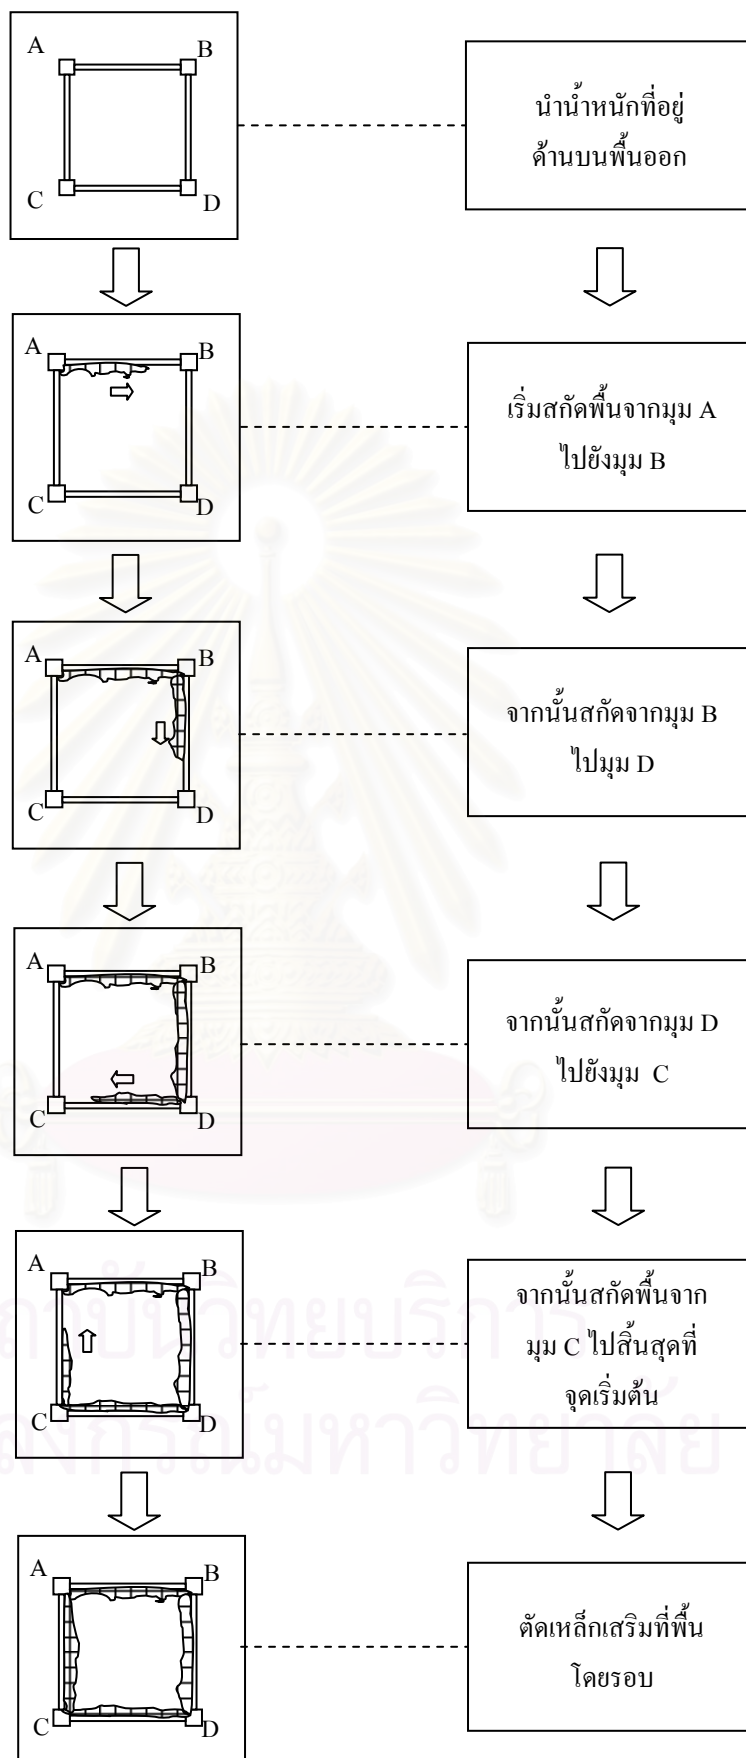 A
B
C
D
นำน้ำหนักที่อยู่
ด้านบนพื้นออก
A
B
C
D
เริ่มสกัดพื้นจากมุม A
ไปยังมุม B
A
B
C
D
จากนั้นสกัดจากมุม B
ไปมุม D
A
B
C
D
จากนั้นสกัดจากมุม D
ไปยังมุม C
A
B
C
D
จากนั้นสกัดพื้นจาก
มุม C ไปสิ้นสุดที่
จุดเริ่มต้น
A
B
C
D
ตัดเหล็กเสริมที่พื้น
โดยรอบ